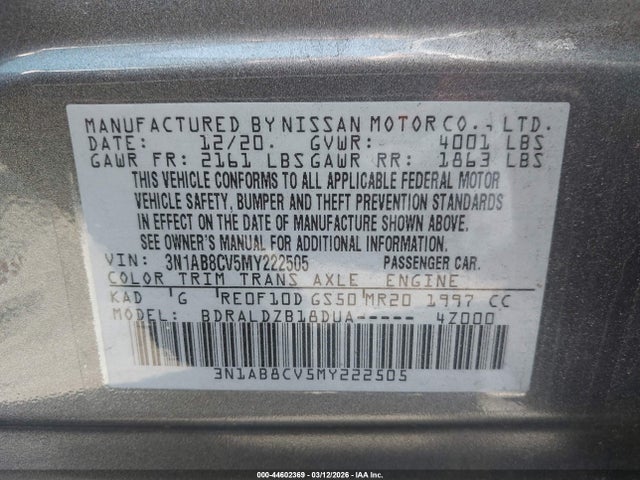 MANUFACTURED BY NISSAN MOTOR CO., LTD.
DATE: 12/20. GVWR: 4001 LBS
GAWR FR: 2161 LBS GAWR RR: 1863 LBS
THIS VEHICLE CONFORMS TO ALL APPLICABLE FEDERAL MOTOR
VEHICLE SAFETY, BUMPER AND THEFT PREVENTION STANDARDS
IN EFFECT ON THE DATE OF MANUFACTURE SHOWN ABOVE.
SEE OWNER'S MANUAL FOR ADDITIONAL INFORMATION.
VIN: 3N1AB8CV5MY222505 PASSENGER CAR.
COLOR TRIM TRANS AXLE ENGINE
KAD G RE0F10D GS50 MR20 1997 CC
MODEL: BDRALDZB18DUA----- 4Z000
3N1AB8CV5MY222505
000-44602369 - 03/12/2026 - IAA Inc.